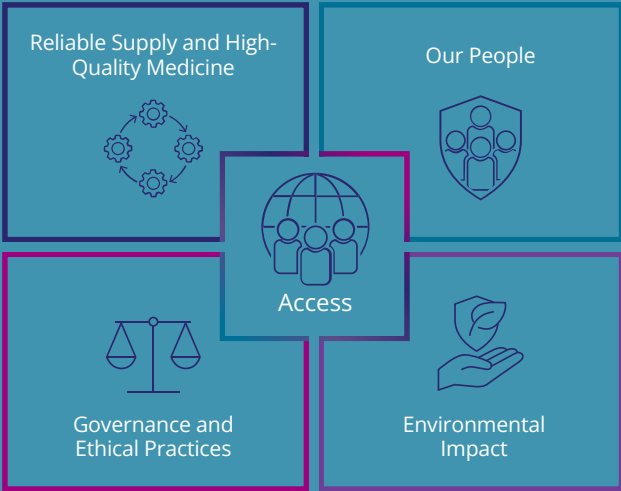 Reliable Supply and High-
Quality Medicine
Our People
Access
Governance and
Ethical Practices
Environmental
Impact